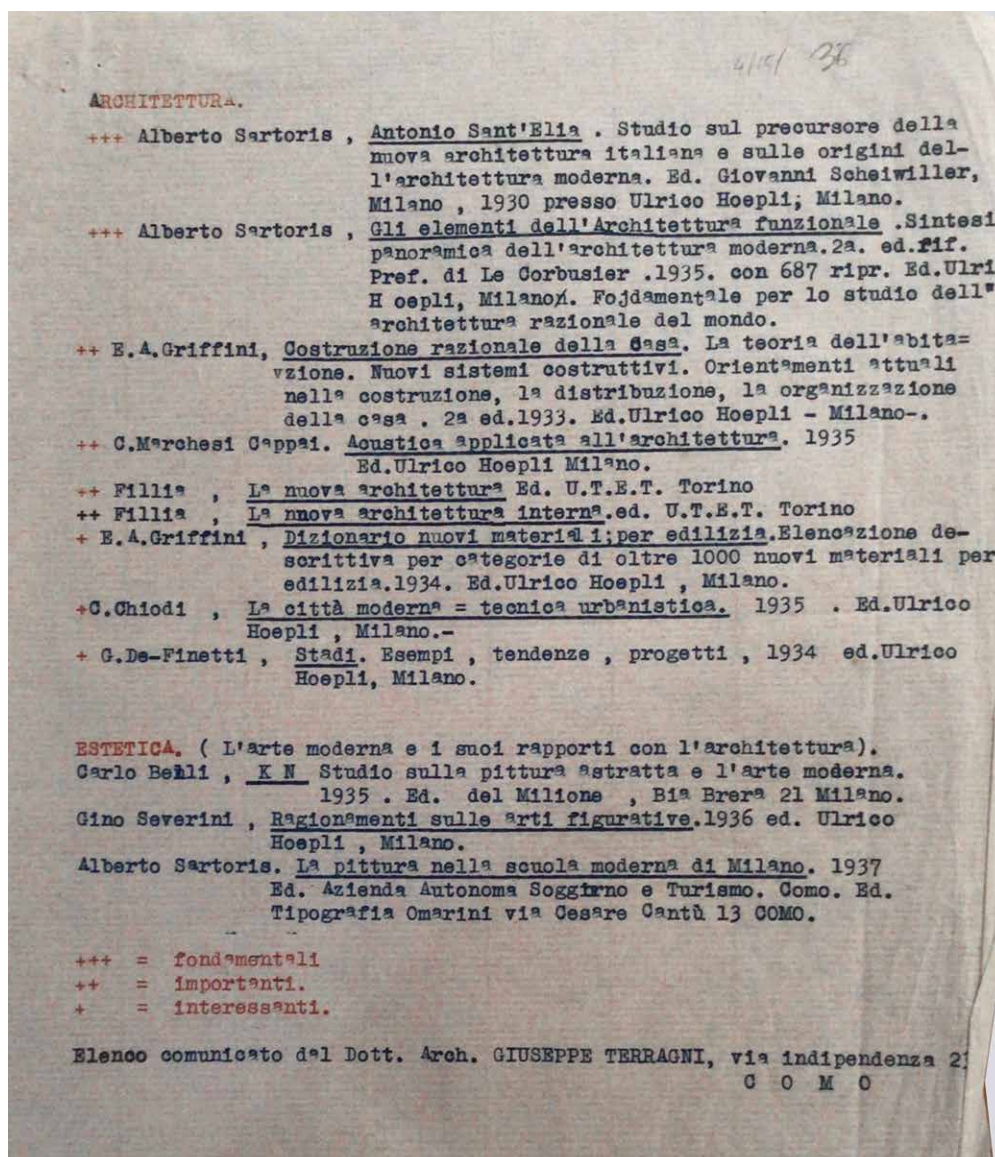 36
ARCHITETTURA.
+++ Alberto Sartoris , Antonio Sant'Elia . Studio sul precursore della
nuova architettura italiana e sulle origini del-
l'architettura moderna. Ed. Giovanni Scheiwiller,
Milano , 1930 presso Ulrico Hoepli; Milano.
+++ Alberto Sartoris , Gli elementi dell'Architettura funzionale .Sintesi
panoramica dell'architettura moderna.2a. ed.rif.
Pref. di Le Corbusier .1935. con 687 ripr. Ed.Ulri
H oepli, Milano. Fojdamentale per lo studio dell"
architettura razionale del mondo.
++ E.A.Griffini, Costruzione razionale della Casa. La teoria dell'abita=
vzione. Nuovi sistemi costruttivi. Orientamenti attuali
nella costruzione, la distribuzione, la organizzazione
della casa . 2a ed.1933. Ed.Ulrico Hoepli - Milano-.
++ C.Marchesi Cappai. Acustica applicata all'architettura. 1935
Ed.Ulrico Hoepli Milano.
++ Fillia , La nuova architettura Ed. U.T.E.T. Torino
++ Fillia , La nuova architettura interna.ed. U.T.E.T. Torino
+ E.A.Griffini , Dizionario nuovi materiali;per edilizia.Elencazione de-
scrittiva per categorie di oltre 1000 nuovi materiali per
edilizia.1934. Ed.Ulrico Hoepli , Milano.
+C.Chiodi , La città moderna = tecnica urbanistica. 1935 . Ed.Ulrico
Hoepli , Milano.-
+ G.De-Finetti , Stadi. Esempi , tendenze , progetti , 1934 ed.Ulrico
Hoepli, Milano.
ESTETICA. ( L'arte moderna e i suoi rapporti con l'architettura).
Carlo Belli , K N Studio sulla pittura astratta e l'arte moderna.
1935 . Ed. del Milione , Bia Brera 21 Milano.
Gino Severini , Ragionamenti sulle arti figurative.1936 ed. Ulrico
Hoepli , Milano.
Alberto Sartoris. La pittura nella scuola moderna di Milano. 1937
Ed. Azienda Autonoma Soggirno e Turismo. Como. Ed.
Tipografia Omarini via Cesare Cantù 13 COMO.
+++ = fondamentali
++ = importanti.
+ = interessanti.
Elenco comunicato dal Dott. Arch. GIUSEPPE TERRAGNI, via indipendenza 2
C O M O